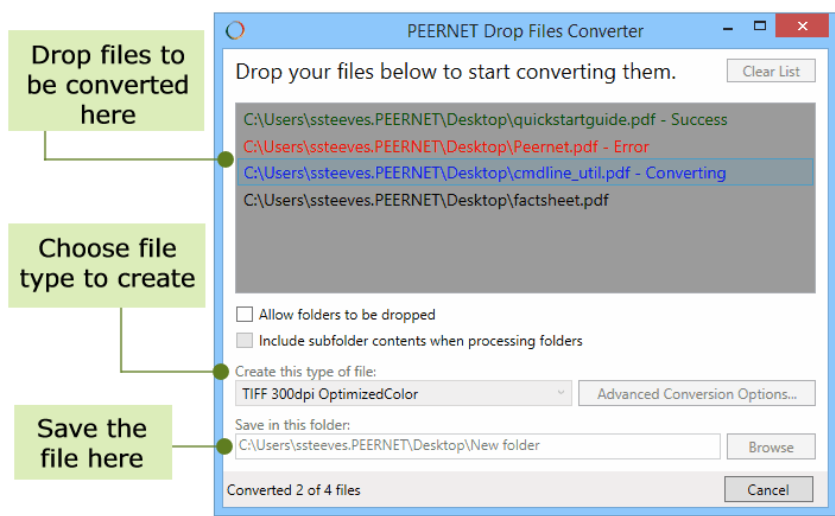 PEERNET Drop Files Converter
Drop files to
be converted
here
Drop your files below to start converting them.
Clear List
C:\Users\ssteeves.PEERNET\Desktop\quickstartguide.pdf - Success
C:\Users\ssteeves.PEERNET\Desktop\Peernet.pdf - Error
C:\Users\ssteeves.PEERNET\Desktop\cmdline_util.pdf - Converting
C:\Users\ssteeves.PEERNET\Desktop\factsheet.pdf
Choose file
type to create
Allow folders to be dropped
Include subfolder contents when processing folders
Create this type of file:
TIFF 300dpi OptimizedColor
Advanced Conversion Options...
Save the
file here
Save in this folder:
C:\Users\ssteeves.PEERNET\Desktop\New folder
Browse
Converted 2 of 4 files
Cancel